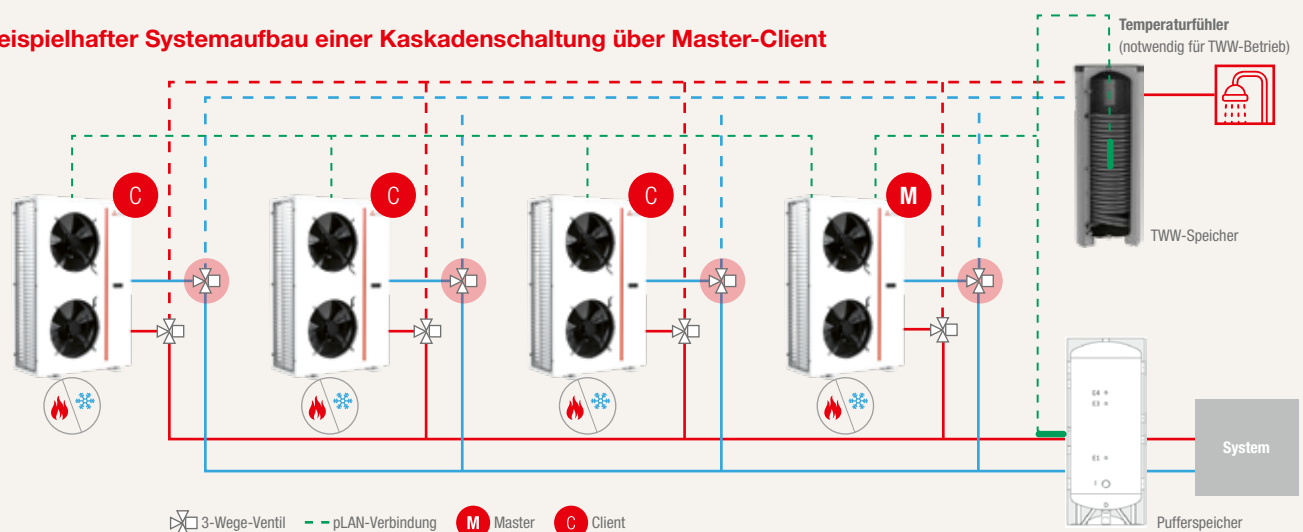 eispielhafter Systemaufbau einer Kaskadenschaltung über Master-Client
Temperaturfühler
(notwendig für TWW-Betrieb)
C
C
C
M
TWW-Speicher
E4
E3
E1
System
3-Wege-Ventil
pLAN-Verbindung
M Master
C Client
Pufferspeicher